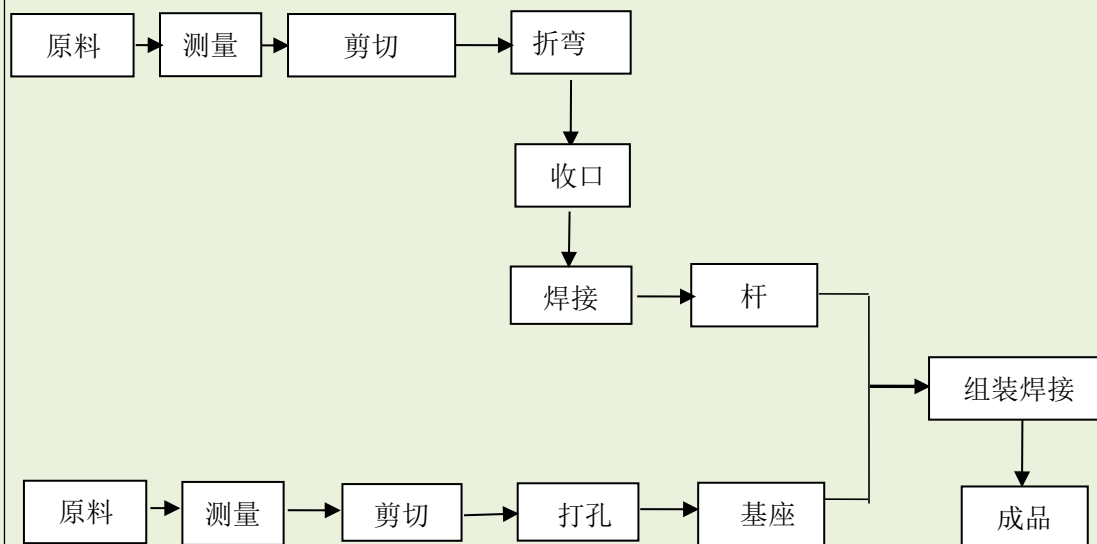 原料 测量 剪切 折弯
收口
焊接 杆
组装焊接
原料 测量 剪切 打孔 基座 成品